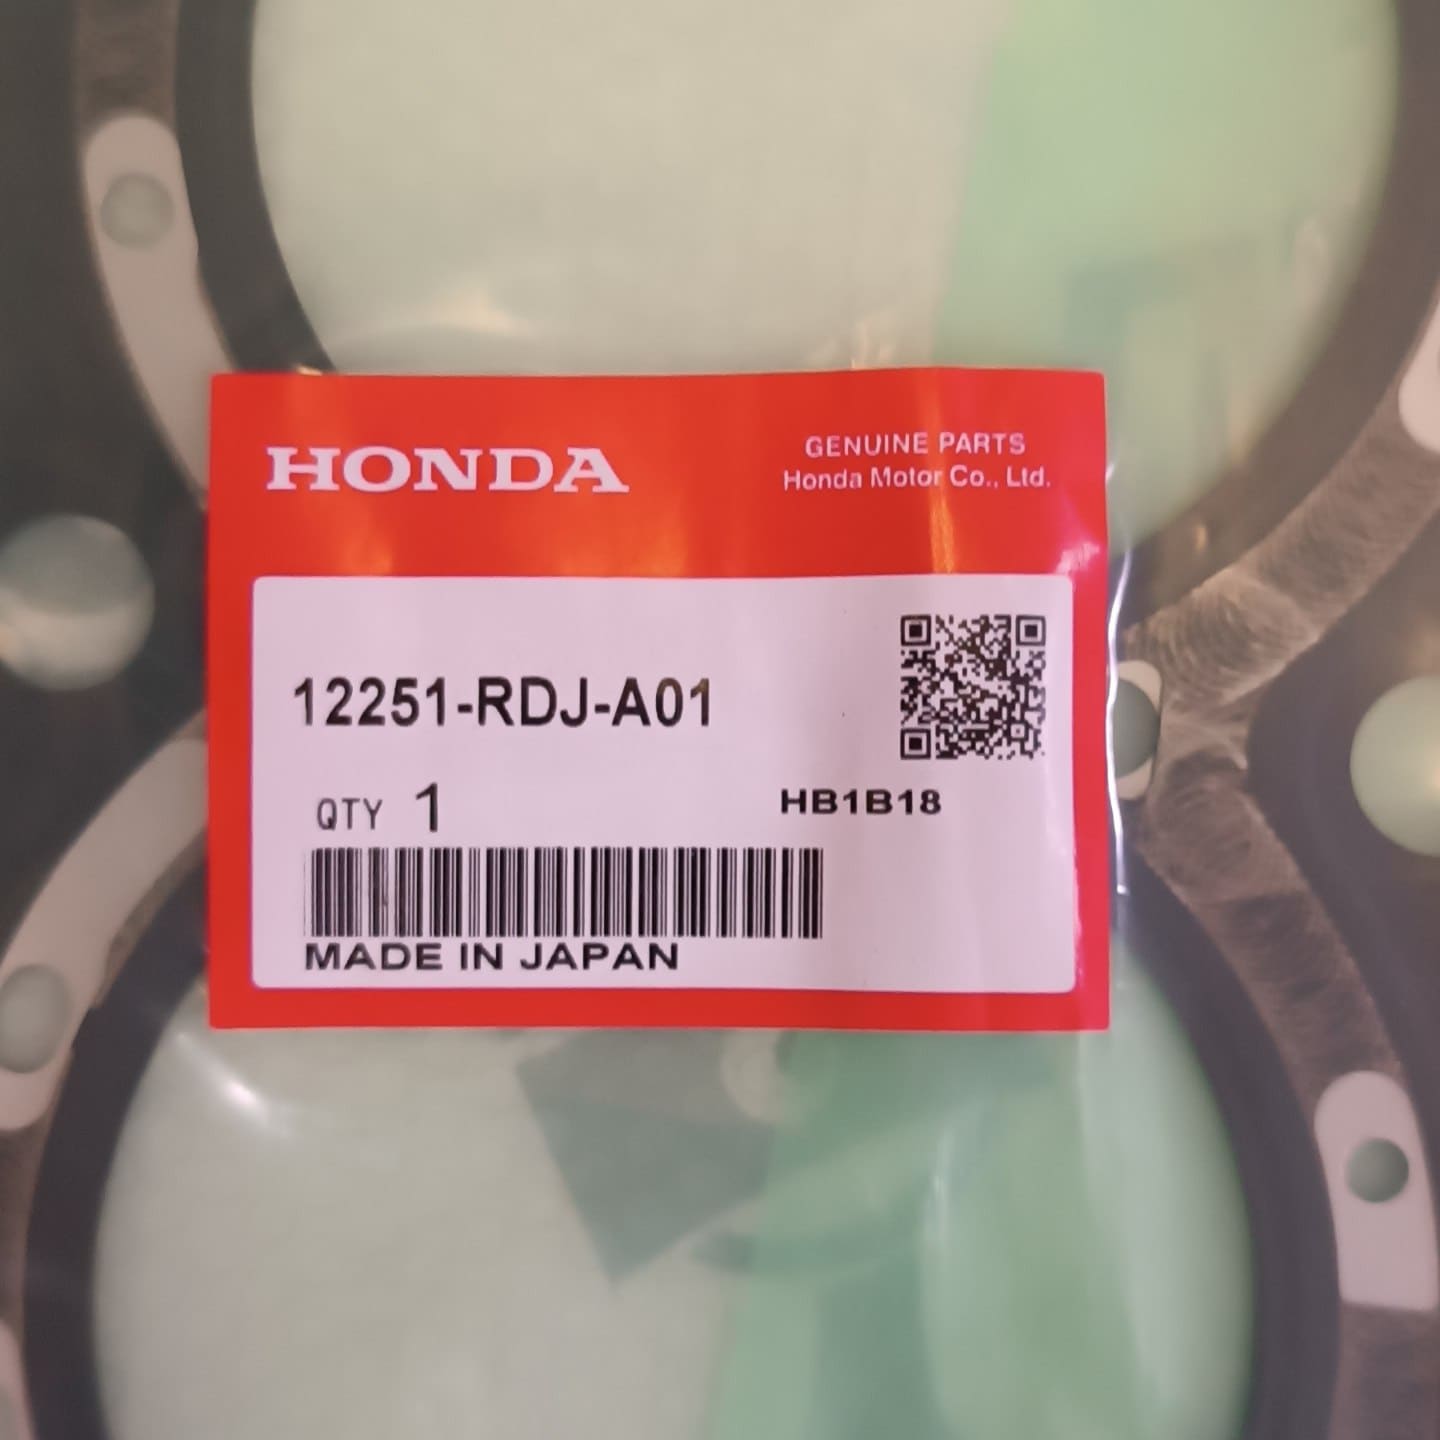 HONDA
GENUINE PARTS
Honda Motor Co., Ltd.
12251-RDJ-A01
QTY 1
HB1B18
MADE IN JAPAN